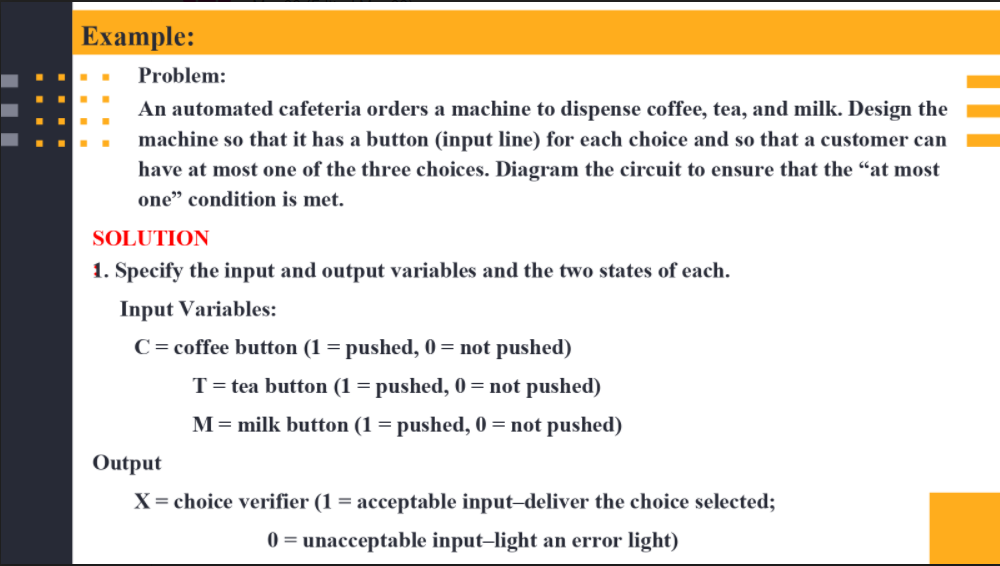 Example:
Problem:
An automated cafeteria orders a machine to dispense coffee, tea, and milk. Design the
machine so that it has a button (input line) for each choice and so that a customer can
have at most one of the three choices. Diagram the circuit to ensure that the “at most
one” condition is met.
SOLUTION
1. Specify the input and output variables and the two states of each.
Input Variables:
C = coffee button (1 = pushed, 0 = not pushed)
T = tea button (1 = pushed, 0 = not pushed)
M = milk button (1 = pushed, 0 = not pushed)
Output
X = choice verifier (1 = acceptable input–deliver the choice selected;
0 = unacceptable input–light an error light)